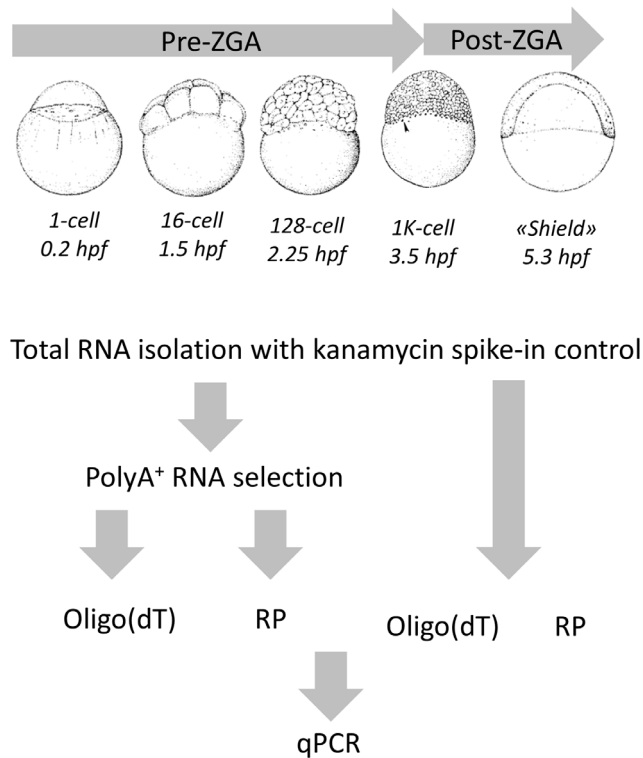 Pre-ZGA
Post-ZGA
1-cell
0.2 hpf
16-cell
1.5 hpf
128-cell
2.25 hpf
1K-cell
3.5 hpf
«Shield»
5.3 hpf
Total RNA isolation with kanamycin spike-in control
PolyA⁺ RNA selection
Oligo(dT)
RP
Oligo(dT)
RP
qPCR